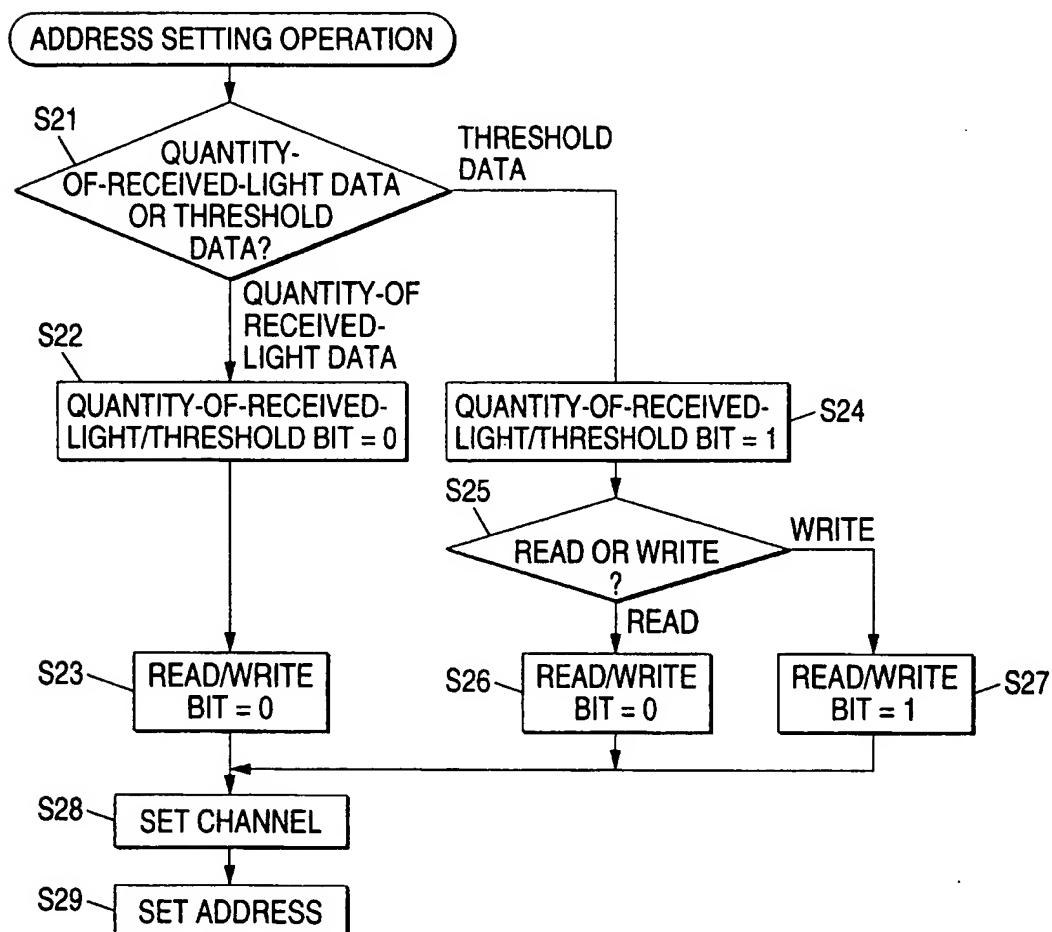 ADDRESS SETTING OPERATION
S21
QUANTITY-
OF-RECEIVED-LIGHT DATA
OR THRESHOLD
DATA?
THRESHOLD
DATA
QUANTITY-OF
RECEIVED-
LIGHT DATA
S22
QUANTITY-OF-RECEIVED-
LIGHT/THRESHOLD BIT = 0
QUANTITY-OF-RECEIVED-
LIGHT/THRESHOLD BIT = 1
S24
S25
READ OR WRITE
?
WRITE
READ
S23
READ/WRITE
BIT = 0
S26
READ/WRITE
BIT = 0
READ/WRITE
BIT = 1
S27
S28
SET CHANNEL
S29
SET ADDRESS